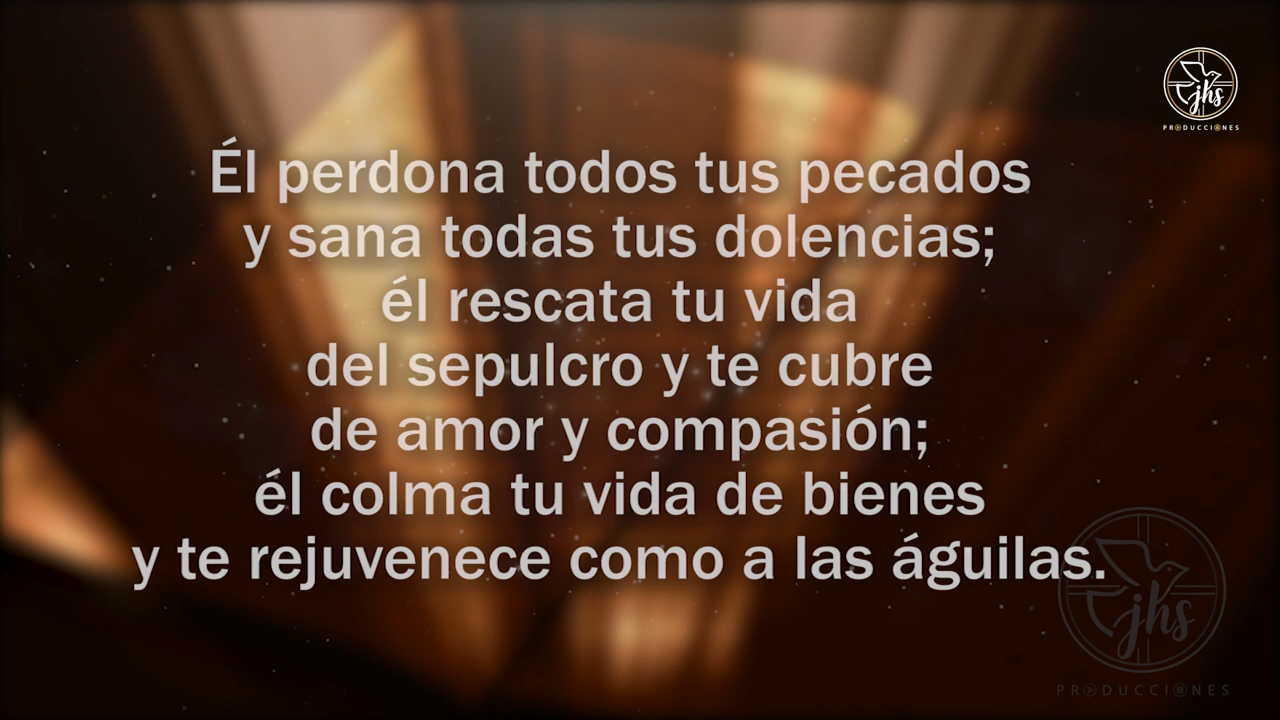 jhs
PRODUCCIONES
Él perdona todos tus pecados
y sana todas tus dolencias;
él rescata tu vida
del sepulcro y te cubre
de amor y compasión;
él colma tu vida de bienes
y te rejuvenece como a las águilas.
jhs
PRODUCCIONES